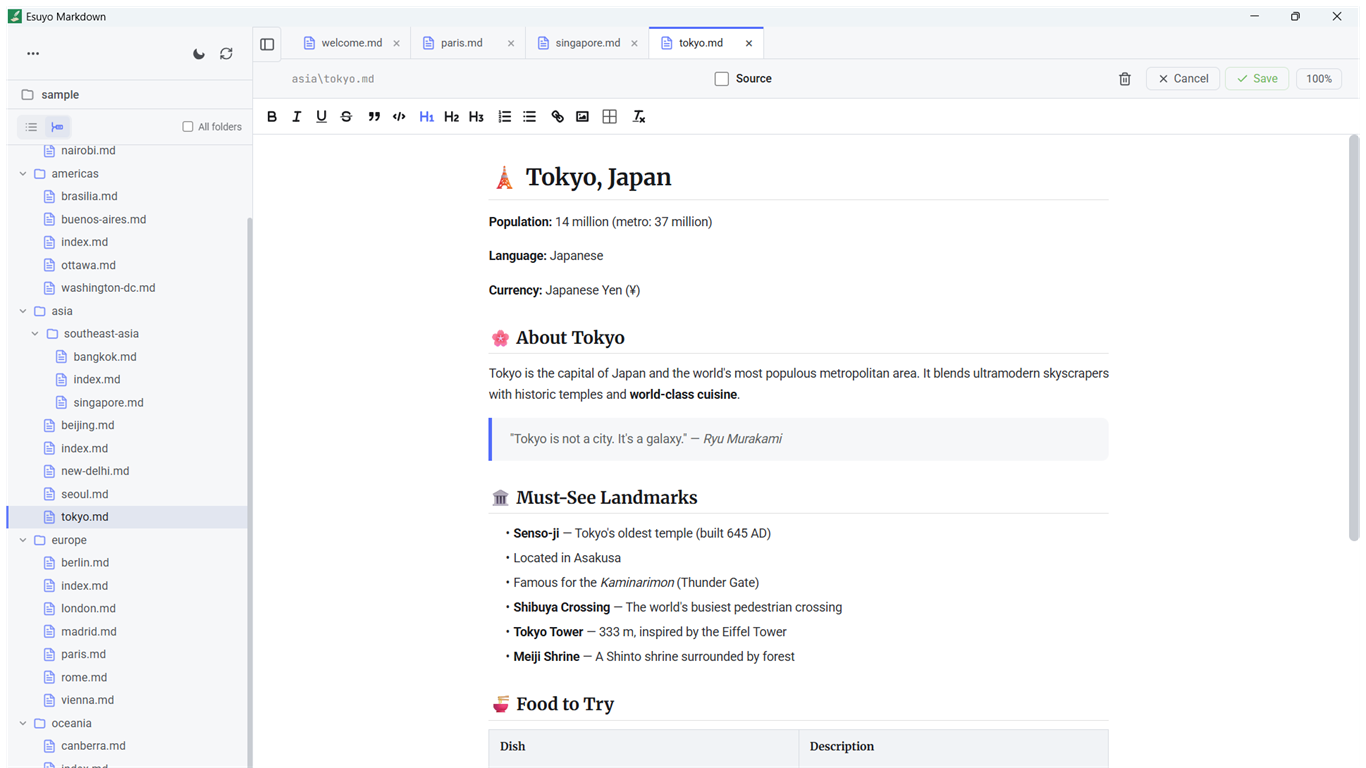 Esuyo Markdown
sample
All folders
nairobi.md
americas
brasilia.md
buenos-aires.md
index.md
ottawa.md
washington-dc.md
asia
southeast-asia
bangkok.md
index.md
singapore.md
beijing.md
index.md
new-delhi.md
seoul.md
tokyo.md
europe
berlin.md
index.md
london.md
madrid.md
paris.md
rome.md
vienna.md
oceania
canberra.md
index.md
welcome.md paris.md singapore.md tokyo.md
asia\tokyo.md Source Cancel Save 100%
B I U S H1 H2 H3
Tokyo, Japan
Population: 14 million (metro: 37 million)
Language: Japanese
Currency: Japanese Yen (¥)
About Tokyo
Tokyo is the capital of Japan and the world's most populous metropolitan area. It blends ultramodern skyscrapers
with historic temples and world-class cuisine.
"Tokyo is not a city. It's a galaxy." — Ryu Murakami
Must-See Landmarks
• Senso-ji — Tokyo's oldest temple (built 645 AD)
• Located in Asakusa
• Famous for the Kaminarimon (Thunder Gate)
• Shibuya Crossing — The world's busiest pedestrian crossing
• Tokyo Tower — 333 m, inspired by the Eiffel Tower
• Meiji Shrine — A Shinto shrine surrounded by forest
Food to Try
Dish Description